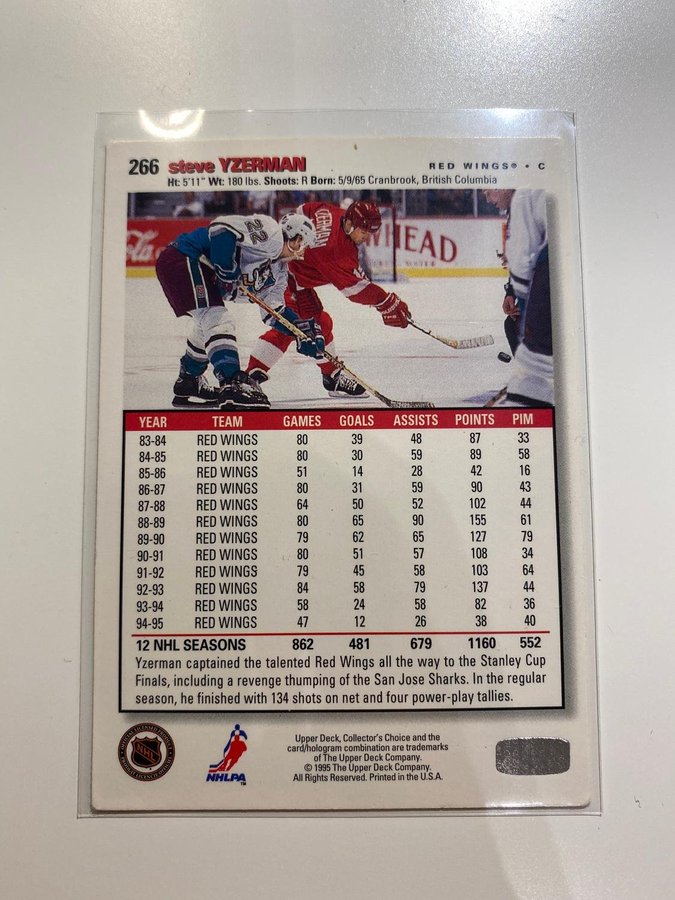 266 steve YZERMAN RED WINGS® • C
Ht: 5'11" Wt: 180 lbs. Shoots: R Born: 5/9/65 Cranbrook, British Columbia
22
YZERMAN
HEAD
YEAR TEAM GAMES GOALS ASSISTS POINTS PIM
83-84 RED WINGS 80 39 48 87 33
84-85 RED WINGS 80 30 59 89 58
85-86 RED WINGS 51 14 28 42 16
86-87 RED WINGS 80 31 59 90 43
87-88 RED WINGS 64 50 52 102 44
88-89 RED WINGS 80 65 90 155 61
89-90 RED WINGS 79 62 65 127 79
90-91 RED WINGS 80 51 57 108 34
91-92 RED WINGS 79 45 58 103 64
92-93 RED WINGS 84 58 79 137 44
93-94 RED WINGS 58 24 58 82 36
94-95 RED WINGS 47 12 26 38 40
12 NHL SEASONS 862 481 679 1160 552
Yzerman captained the talented Red Wings all the way to the Stanley Cup
Finals, including a revenge thumping of the San Jose Sharks. In the regular
season, he finished with 134 shots on net and four power-play tallies.
NHL
NHLPA
TM
Upper Deck, Collector's Choice and the
card/hologram combination are trademarks
of The Upper Deck Company.
© 1995 The Upper Deck Company.
All Rights Reserved. Printed in the U.S.A.